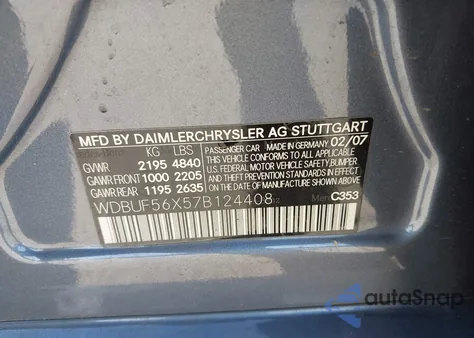 MFD BY DAIMLERCHRYSLER AG STUTTGART
KG LBS PASSENGER CAR MADE IN GERMANY 02/07
GVWR 2195 4840 THIS VEHICLE CONFORMS TO ALL APPLICABLE
GAWR FRONT 1000 2205 U.S. FEDERAL MOTOR VEHICLE SAFETY, BUMPER
GAWR REAR 1195 2635 AND THEFT PREVENTION STANDARDS IN EFFECT
ON THE DATE OF MANUFACTURE SHOWN ABOVE
WDBUF56X57B124408 C353
autoSnap